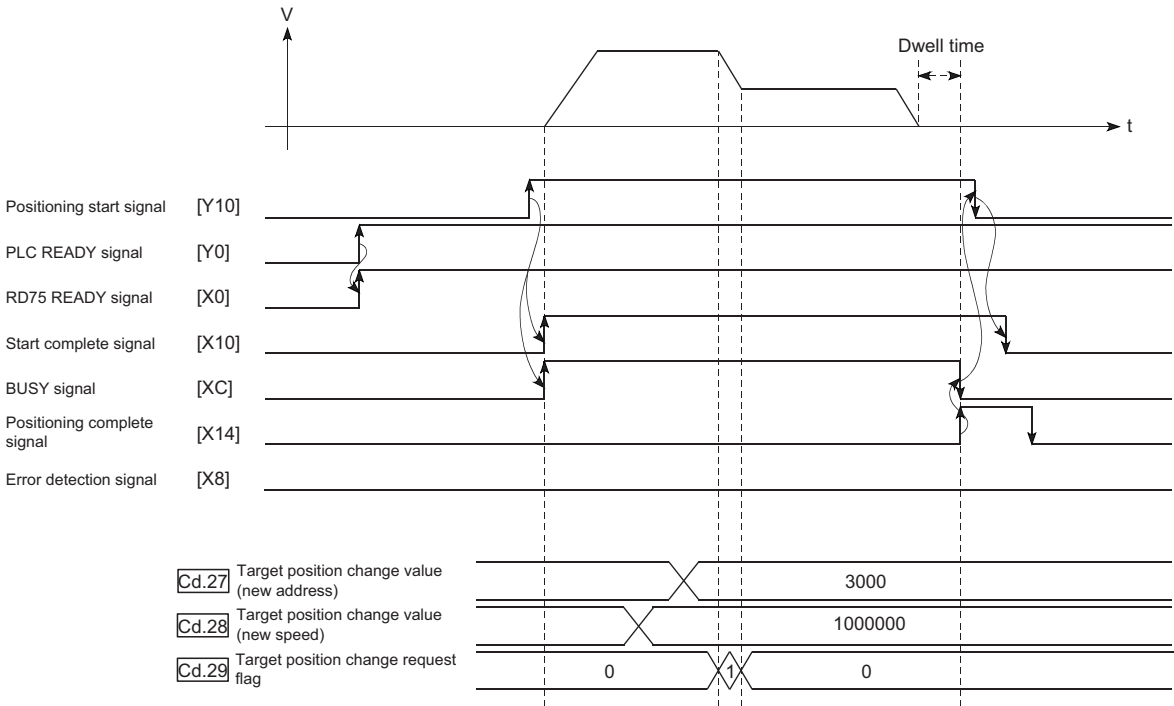 V
Dwell time
t
Positioning start signal [Y10]
PLC READY signal [Y0]
RD75 READY signal [X0]
Start complete signal [X10]
BUSY signal [XC]
Positioning complete
signal [X14]
Error detection signal [X8]
Cd.27 Target position change value
(new address)
3000
Cd.28 Target position change value
(new speed)
1000000
Cd.29 Target position change request
flag
0 1 0